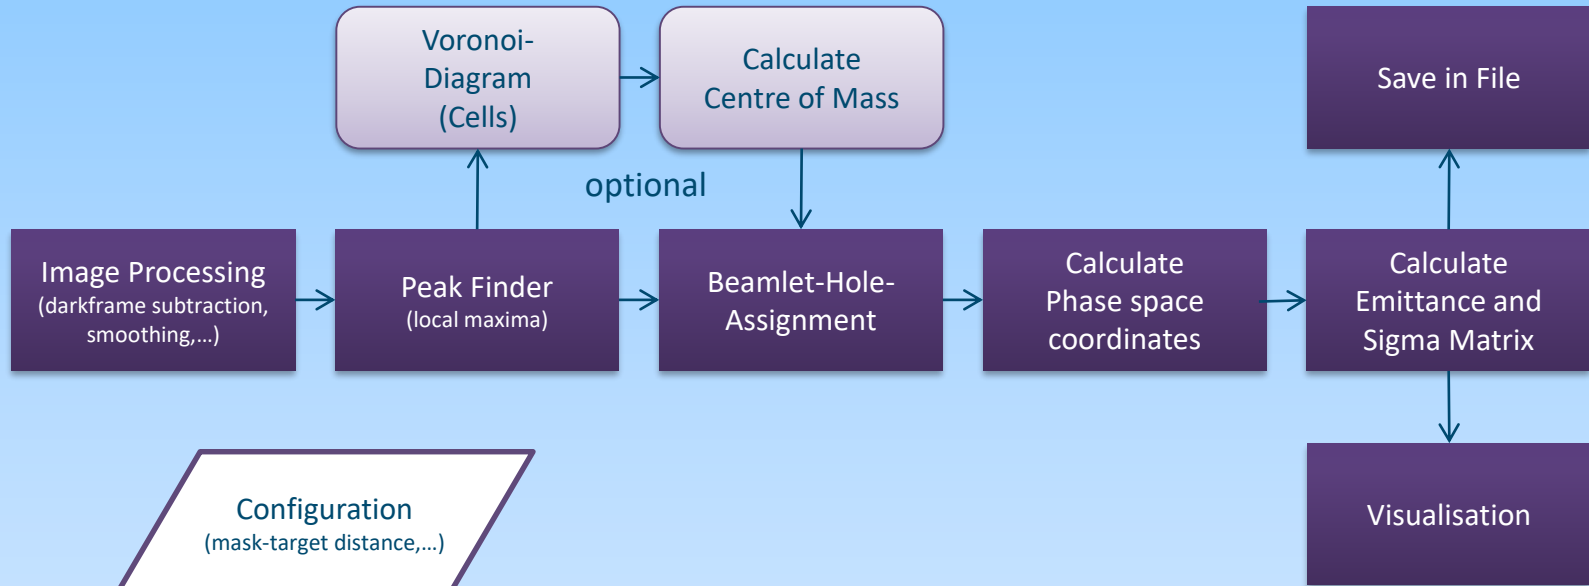 Voronoi-
Diagram
(Cells)
Calculate
Centre of Mass
Save in File
optional
Image Processing
(darkframe subtraction,
smoothing,...)
Peak Finder
(local maxima)
Beamlet-Hole-
Assignment
Calculate
Phase space
coordinates
Calculate
Emittance and
Sigma Matrix
Configuration
(mask-target distance,...)
Visualisation